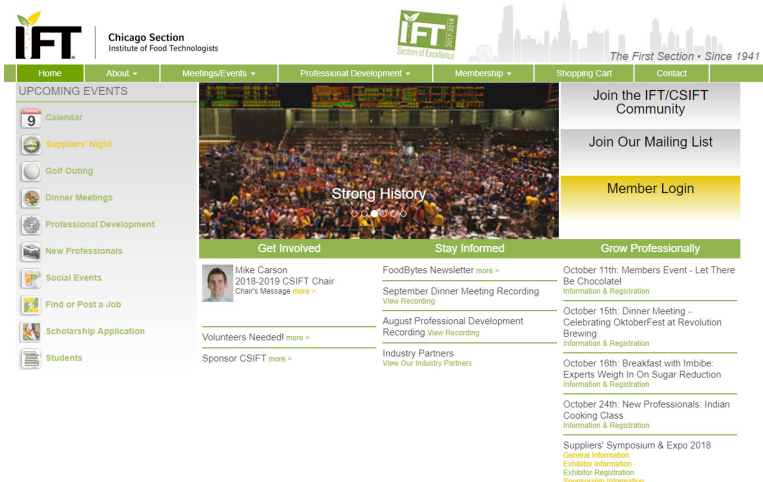 IFT
Chicago Section
Institute of Food Technologists
IFT
2017-2018
Section of Excellence
The First Section • Since 1941
Home
About
Meetings/Events
Professional Development
Membership
Shopping Cart
Contact
UPCOMING EVENTS
9
Calendar
Suppliers' Night
Golf Outing
Dinner Meetings
Professional Development
New Professionals
Social Events
Find or Post a Job
Scholarship Application
Students
Strong History
Join the IFT/CSIFT
Community
Join Our Mailing List
Member Login
Get Involved
Mike Carson
2018-2019 CSIFT Chair
Chair's Message more >
Volunteers Needed! more >
Sponsor CSIFT more >
Stay Informed
FoodBytes Newsletter more >
September Dinner Meeting Recording
View Recording
August Professional Development
Recording View Recording
Industry Partners
View Our Industry Partners
Grow Professionally
October 11th: Members Event - Let There
Be Chocolate!
Information & Registration
October 15th: Dinner Meeting -
Celebrating OktoberFest at Revolution
Brewing
Information & Registration
October 16th: Breakfast with Imbibe:
Experts Weigh In On Sugar Reduction
Information & Registration
October 24th: New Professionals: Indian
Cooking Class
Information & Registration
Suppliers' Symposium & Expo 2018
General Information
Exhibitor Information
Exhibitor Registration
Sponsorship Information